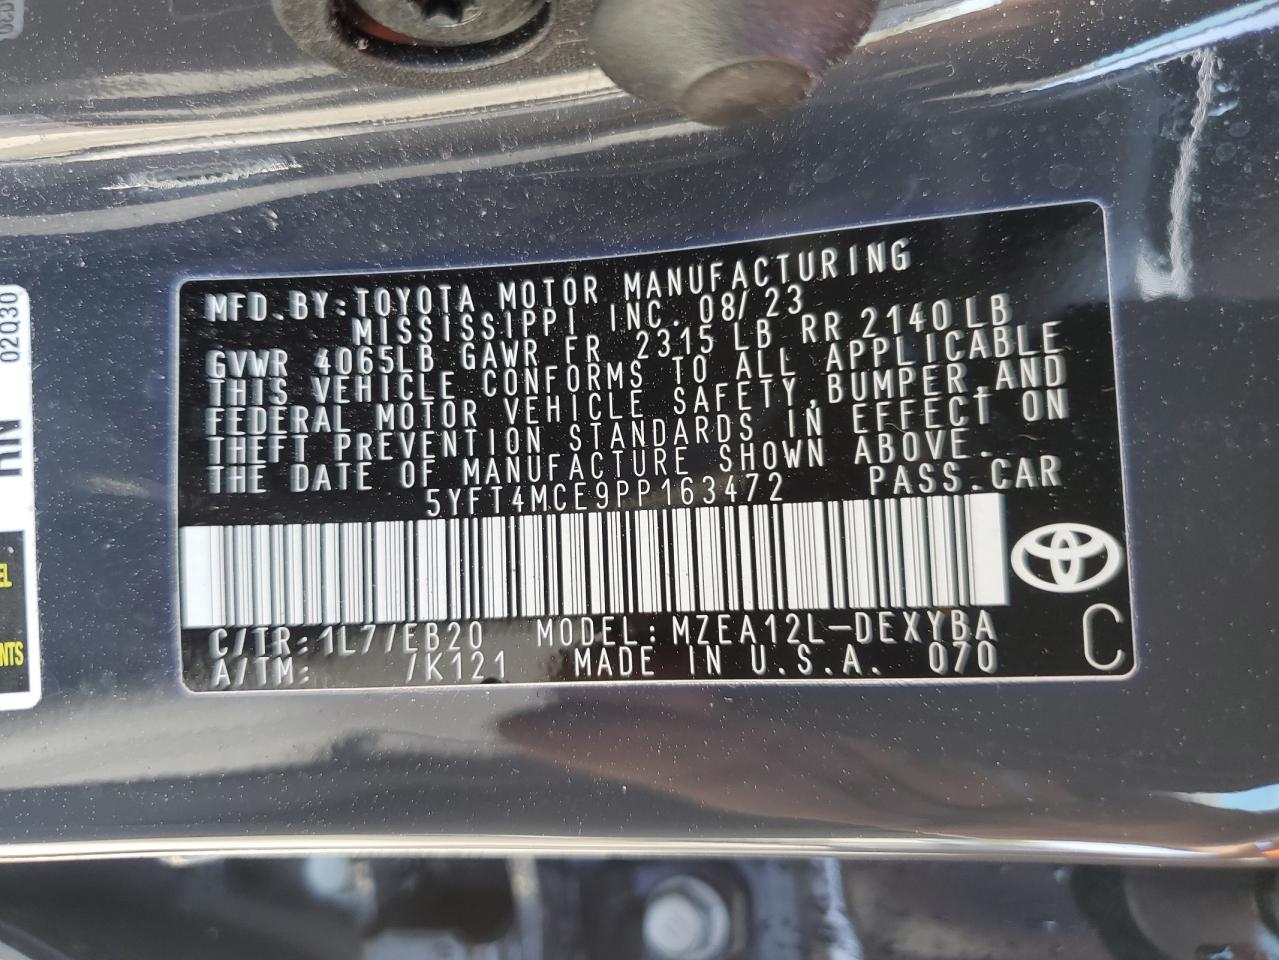 MFD.BY:TOYOTA MOTOR MANUFACTURING
MISSISSIPPI INC. 08/23
GVWR 4065LB GAWR FR 2315 LB RR 2140LB
THIS VEHICLE CONFORMS TO ALL APPLICABLE
FEDERAL MOTOR VEHICLE SAFETY,BUMPER,AND
THEFT PREVENTION STANDARDS IN EFFECT ON
THE DATE OF MANUFACTURE SHOWN ABOVE.
5YFT4MCE9PP163472 PASS.CAR
C/TR:1L7/EB20 MODEL:MZEA12L-DEXYBA
A/TM: /K121 MADE IN U.S.A. 070
C
02Q30